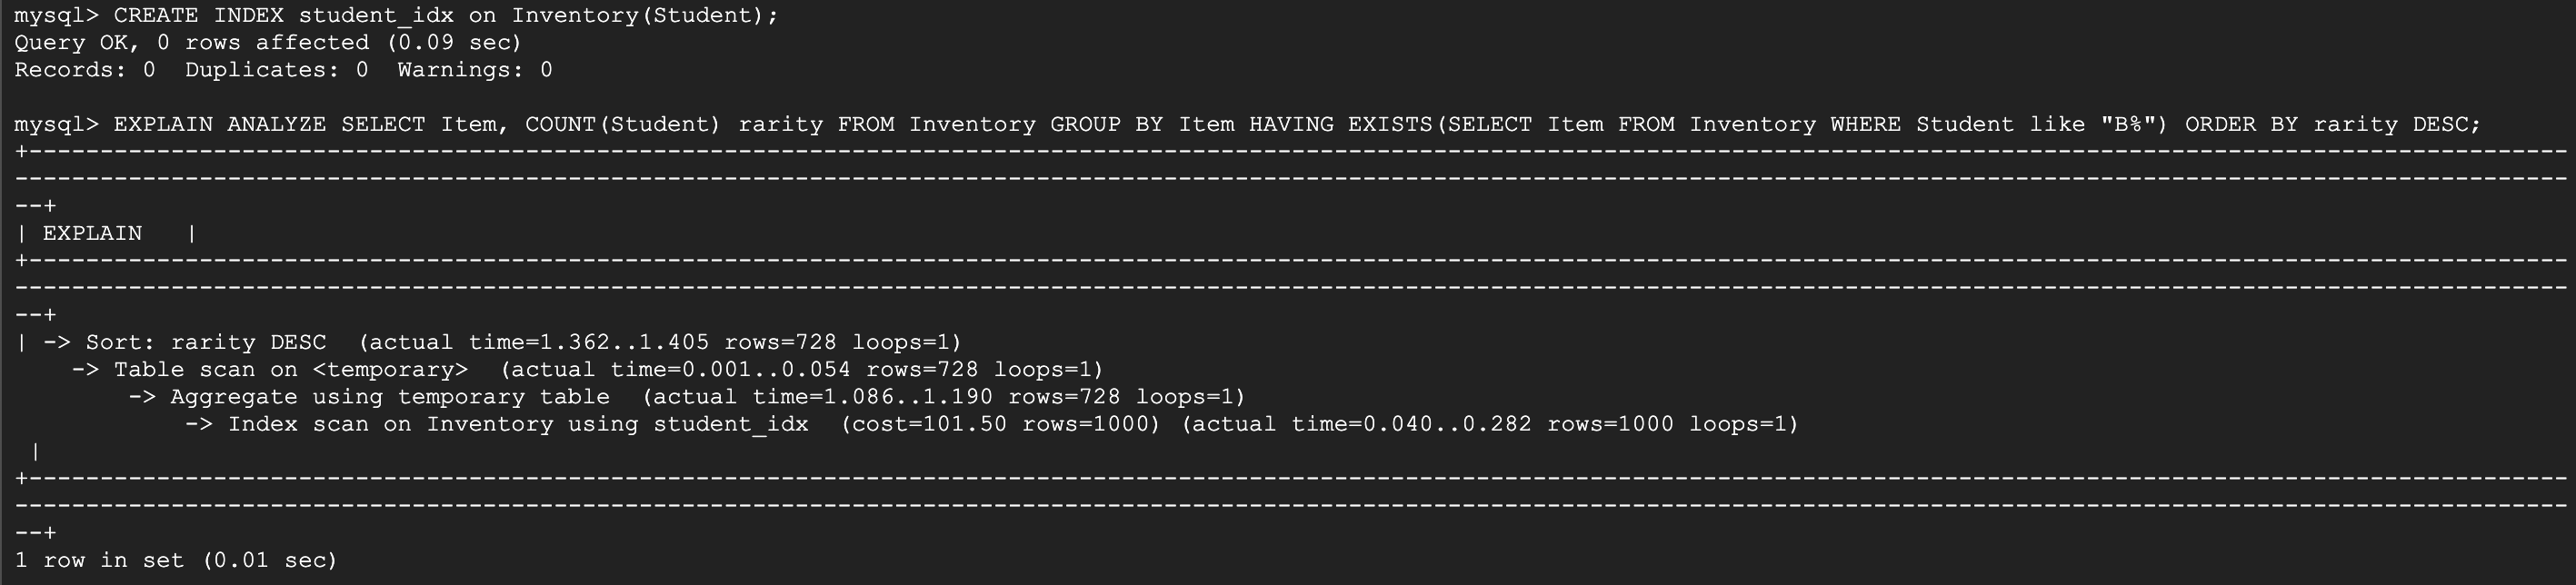 mysql> CREATE INDEX student_idx on Inventory(Student);
Query OK, 0 rows affected (0.09 sec)
Records: 0  Duplicates: 0  Warnings: 0
mysql> EXPLAIN ANALYZE SELECT Item, COUNT(Student) rarity FROM Inventory GROUP BY Item HAVING EXISTS(SELECT Item FROM Inventory WHERE Student like "B%") ORDER BY rarity DESC;
| EXPLAIN   |
| -> Sort: rarity DESC  (actual time=1.362..1.405 rows=728 loops=1)
    -> Table scan on <temporary>  (actual time=0.001..0.054 rows=728 loops=1)
        -> Aggregate using temporary table  (actual time=1.086..1.190 rows=728 loops=1)
            -> Index scan on Inventory using student_idx  (cost=101.50 rows=1000) (actual time=0.040..0.282 rows=1000 loops=1)
 |
1 row in set (0.01 sec)